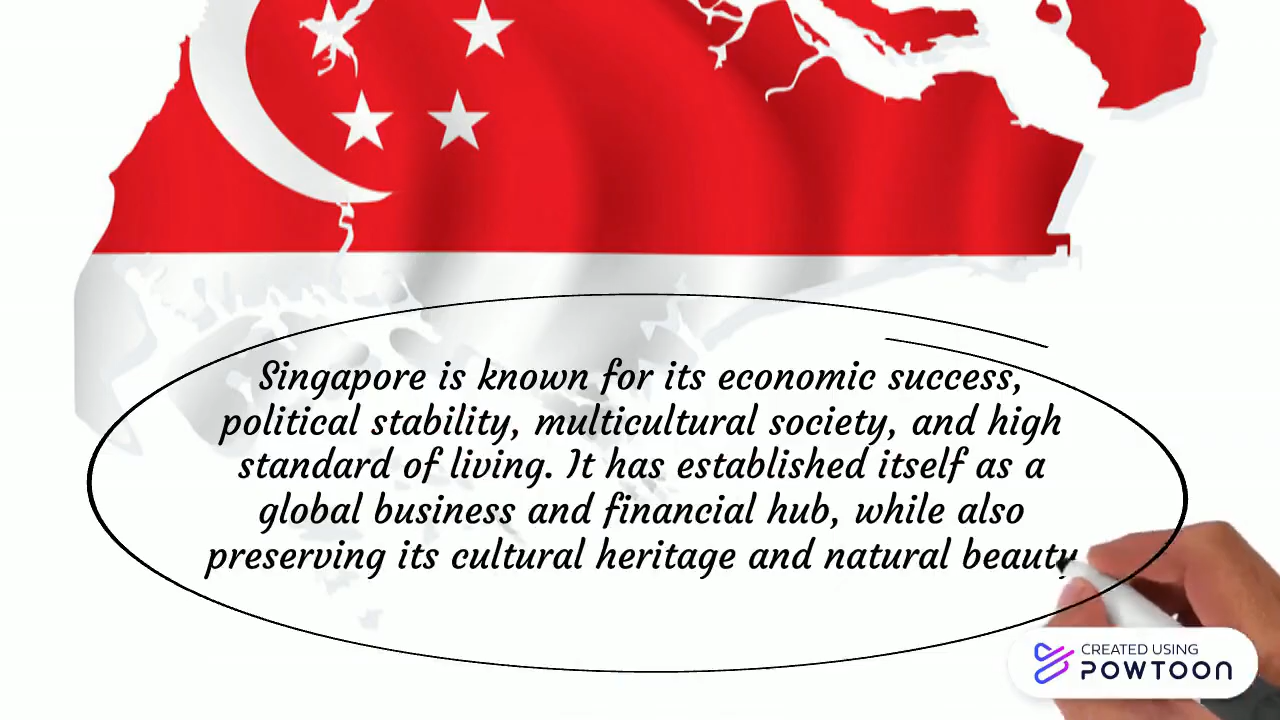 Singapore is known for its economic success,
political stability, multicultural society, and high
standard of living. It has established itself as a
global business and financial hub, while also
preserving its cultural heritage and natural beauty
CREATED USING
POWTOON